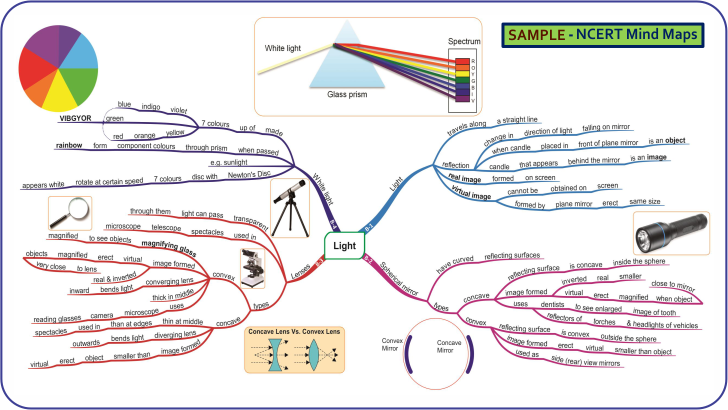 SAMPLE - NCERT Mind Maps
White light
Spectrum
Glass prism
R
O
Y
G
B
I
V
blue indigo violet
VIBGYOR
green
red orange yellow
7 colours up of made
rainbow form component colours through prism when passed
e.g. sunlight
appears white rotate at certain speed 7 colours disc with Newton's Disc
White light
Light
travels along a straight line
reflection
change in direction of light falling on mirror
when candle placed in front of plane mirror is an object
candle that appears behind the mirror is an image
real image formed on screen
virtual image
cannot be obtained on screen
formed by plane mirror erect same size
Light
8-1
8-2
8-3
Lenses
through them light can pass transparent
microscope telescope spectacles used in
magnified to see objects magnifying glass
objects magnified erect virtual image formed
very close to lens
real & inverted
inward bends light converging lens
thick in middle
reading glasses camera microscope uses
convex
types
concave
spectacles used in than at edges thin at middle
outwards bends light diverging lens
virtual erect object smaller than image formed
Concave Lens Vs. Convex Lens
Spherical mirror
have curved reflecting surfaces
types
concave
reflecting surface is concave inside the sphere
image formed
inverted real smaller
virtual erect magnified when object close to mirror
uses
dentists to see enlarged image of tooth
reflectors of torches & headlights of vehicles
convex
reflecting surface is convex outside the sphere
image formed erect virtual smaller than object
used as side (rear) view mirrors
Convex Mirror
Concave Mirror